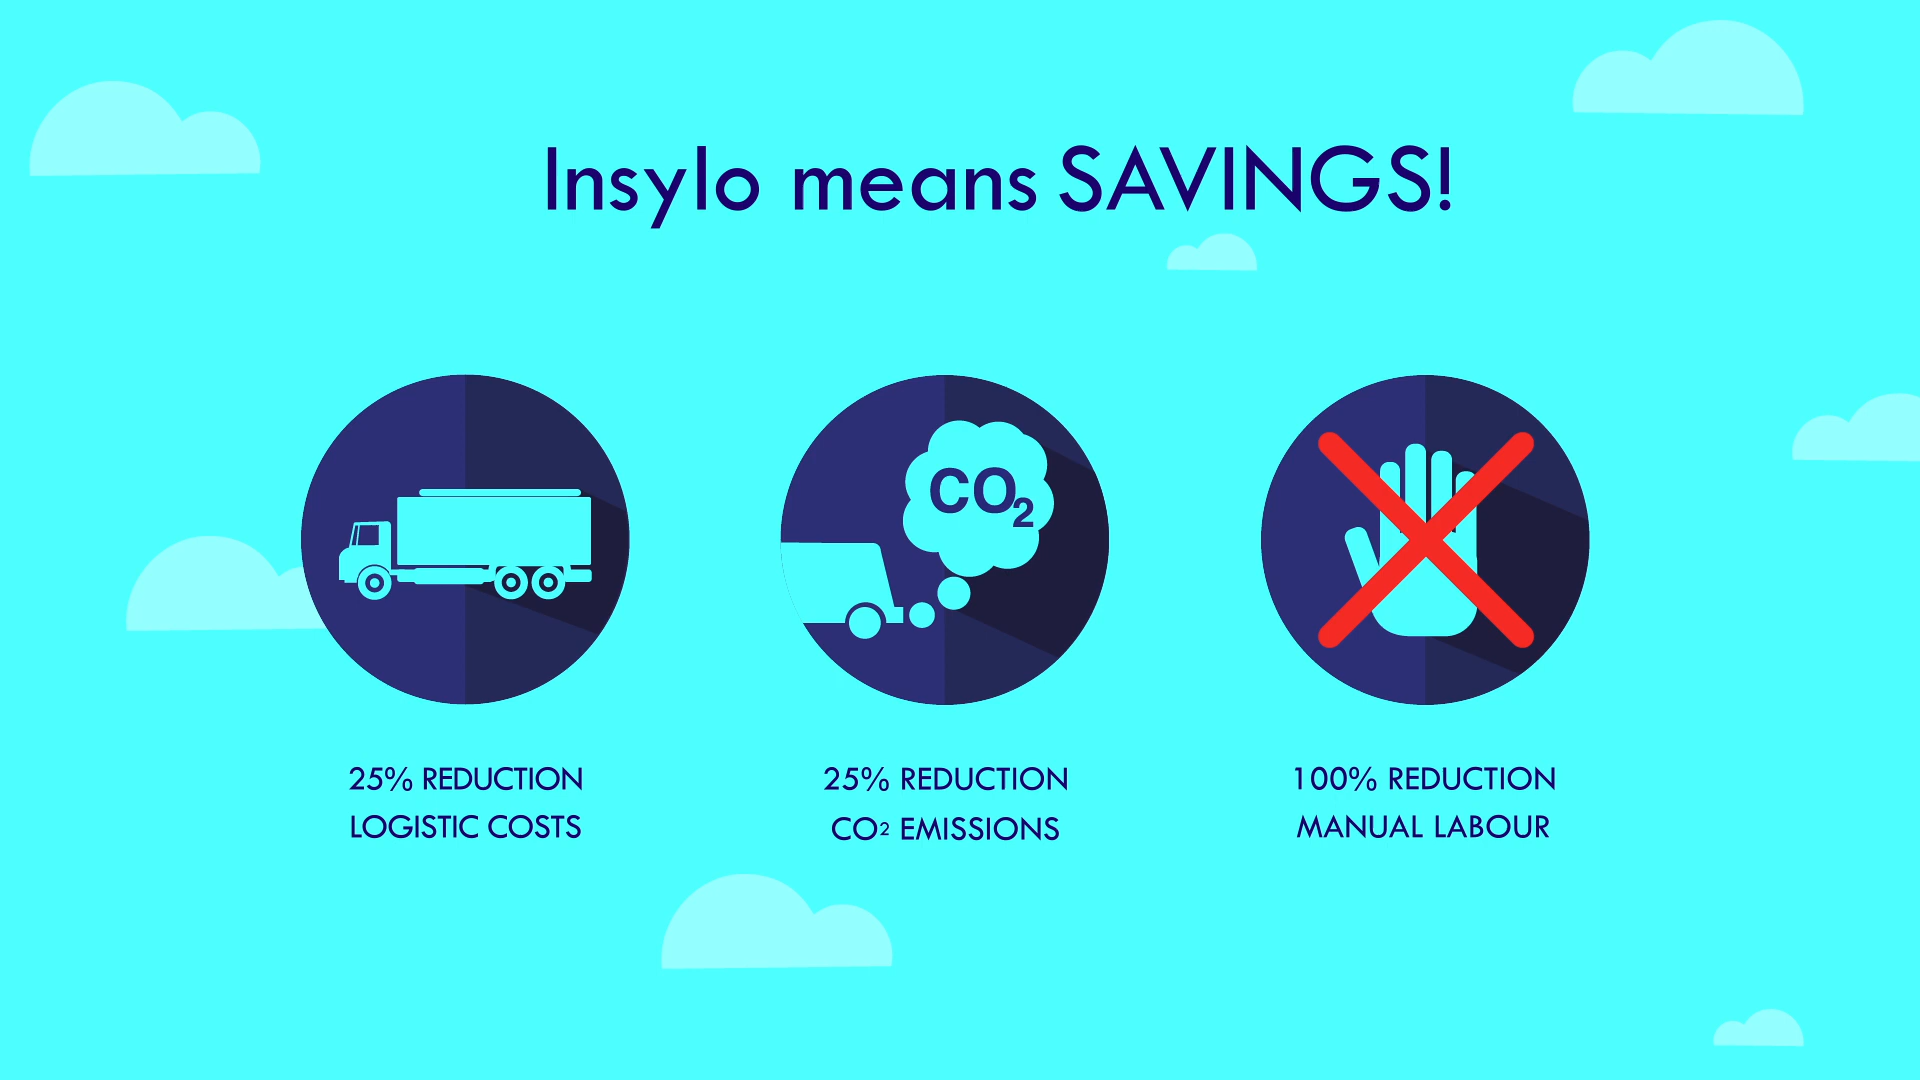 Insylo means SAVINGS!
CO₂
25% REDUCTION
LOGISTIC COSTS
25% REDUCTION
CO² EMISSIONS
100% REDUCTION
MANUAL LABOUR